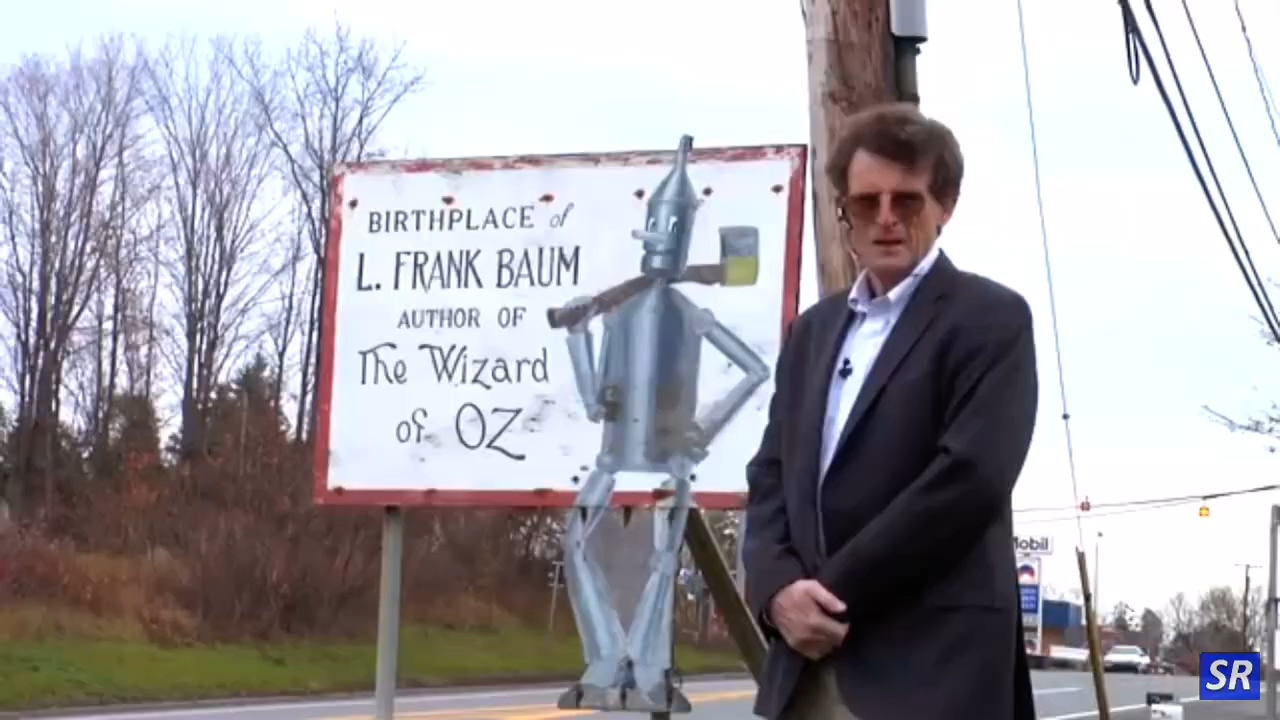 BIRTHPLACE of
L. FRANK BAUM
AUTHOR OF
The Wizard
of OZ
Mobil
SR